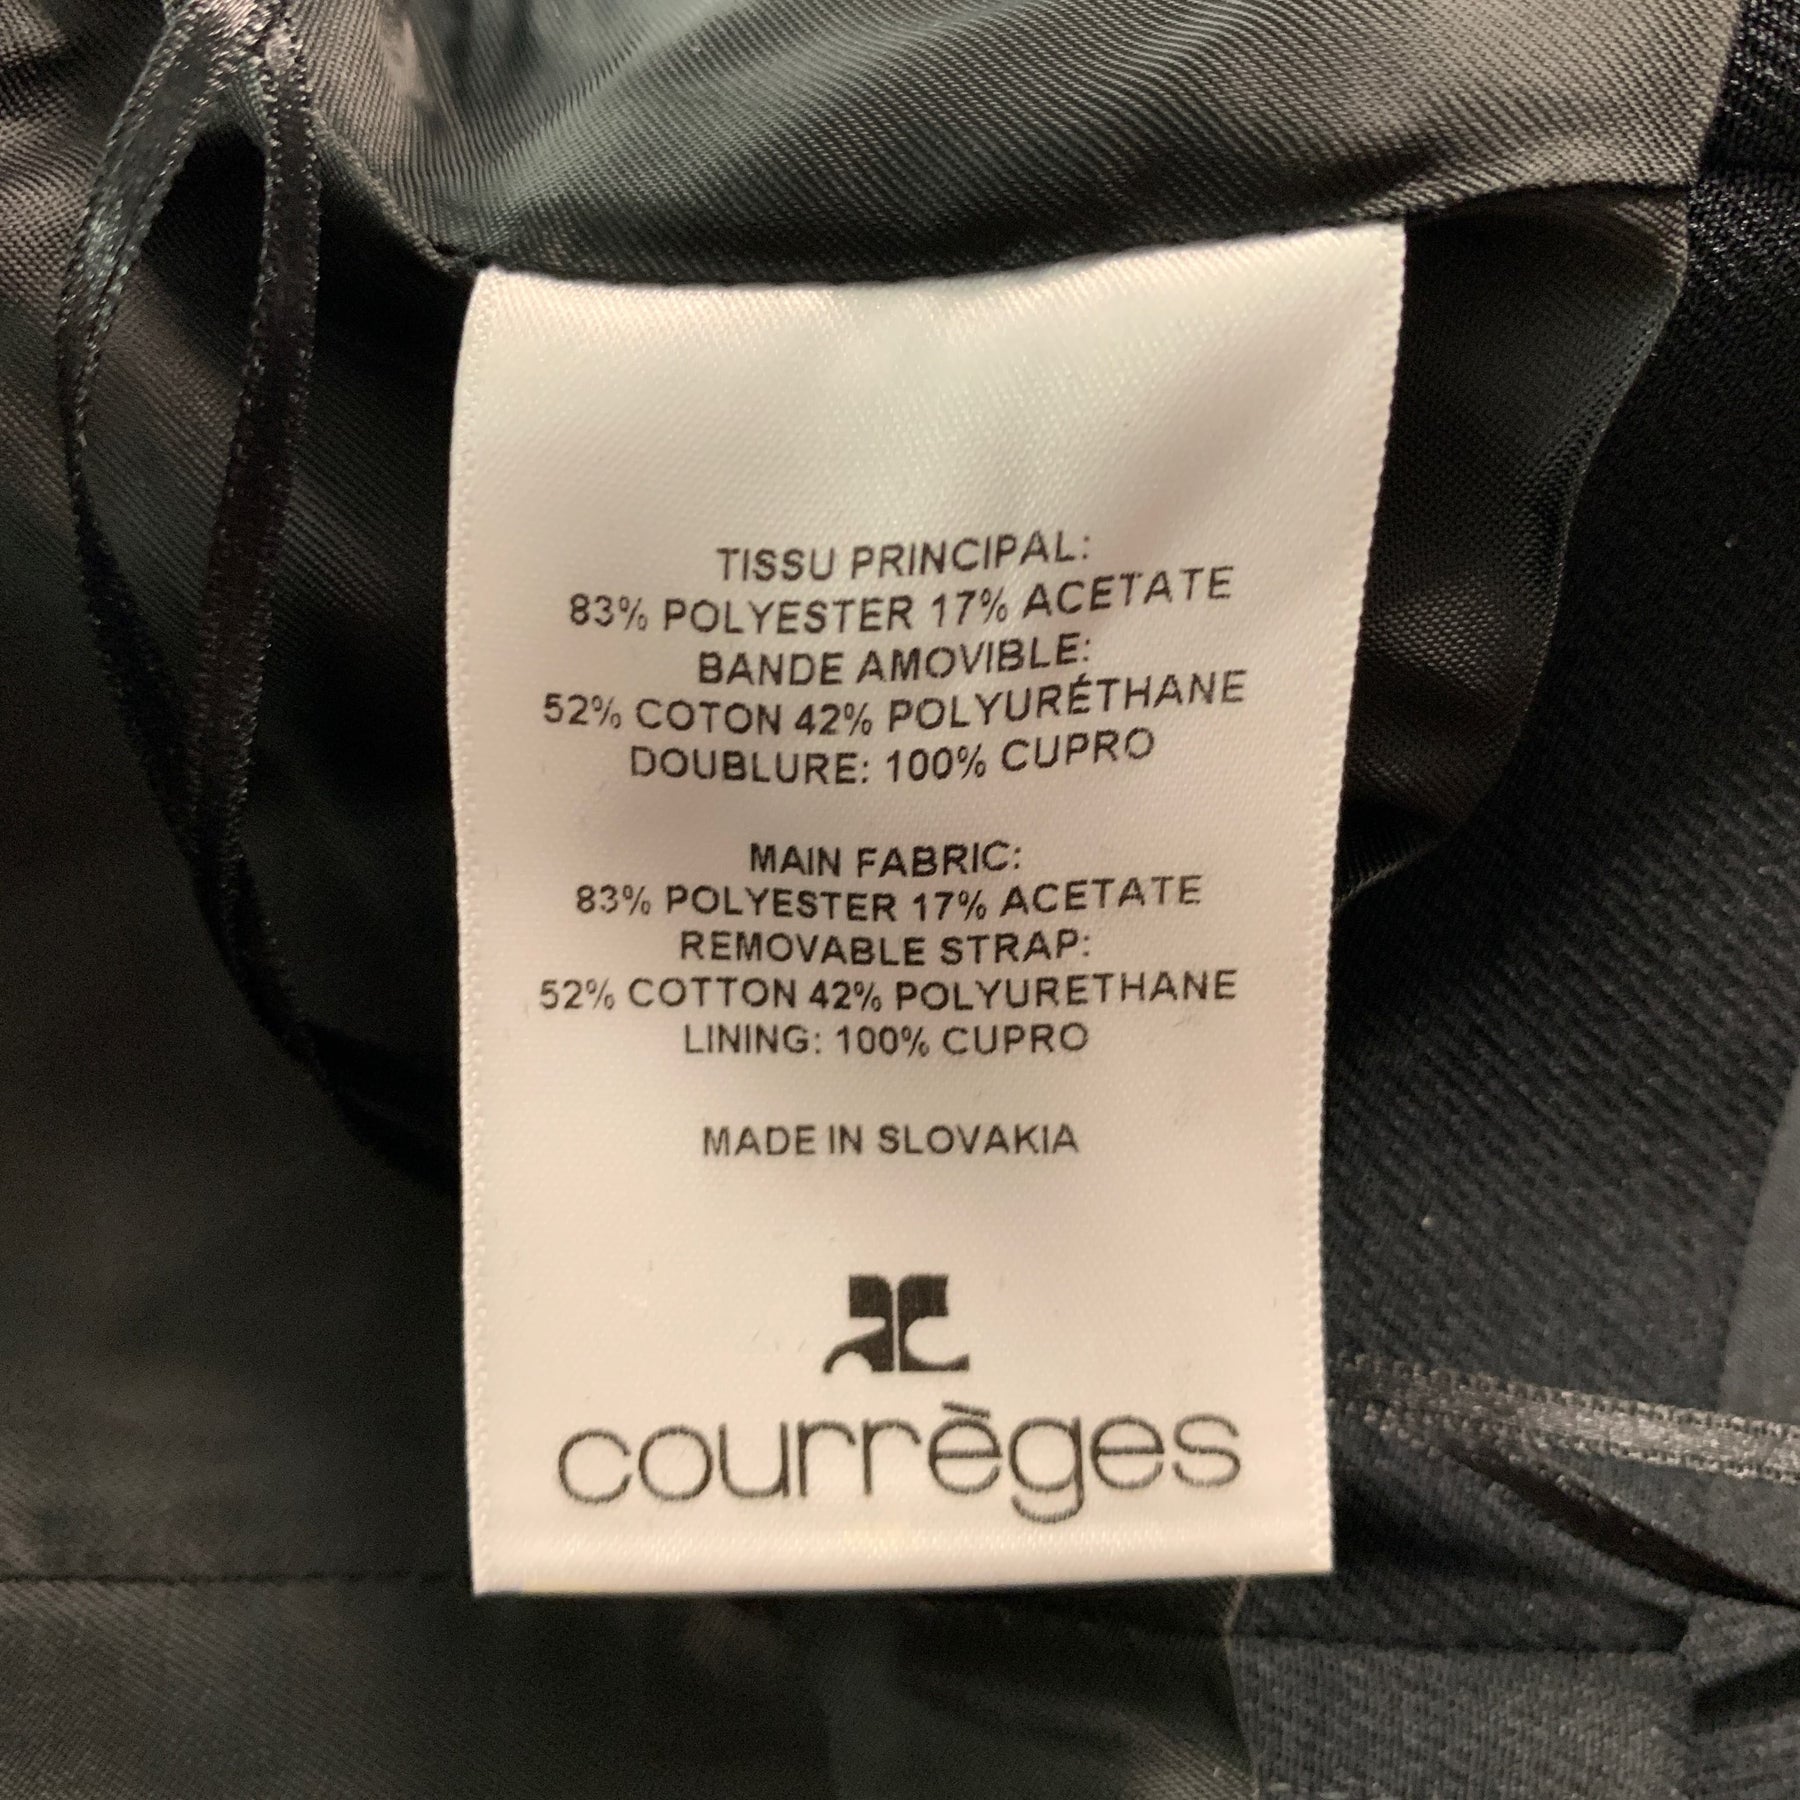 TISSU PRINCIPAL:
83% POLYESTER 17% ACETATE
BANDE AMOVIBLE:
52% COTON 42% POLYURÉTHANE
DOUBLURE: 100% CUPRO
MAIN FABRIC:
83% POLYESTER 17% ACETATE
REMOVABLE STRAP:
52% COTTON 42% POLYURETHANE
LINING: 100% CUPRO
MADE IN SLOVAKIA
AC
courrèges